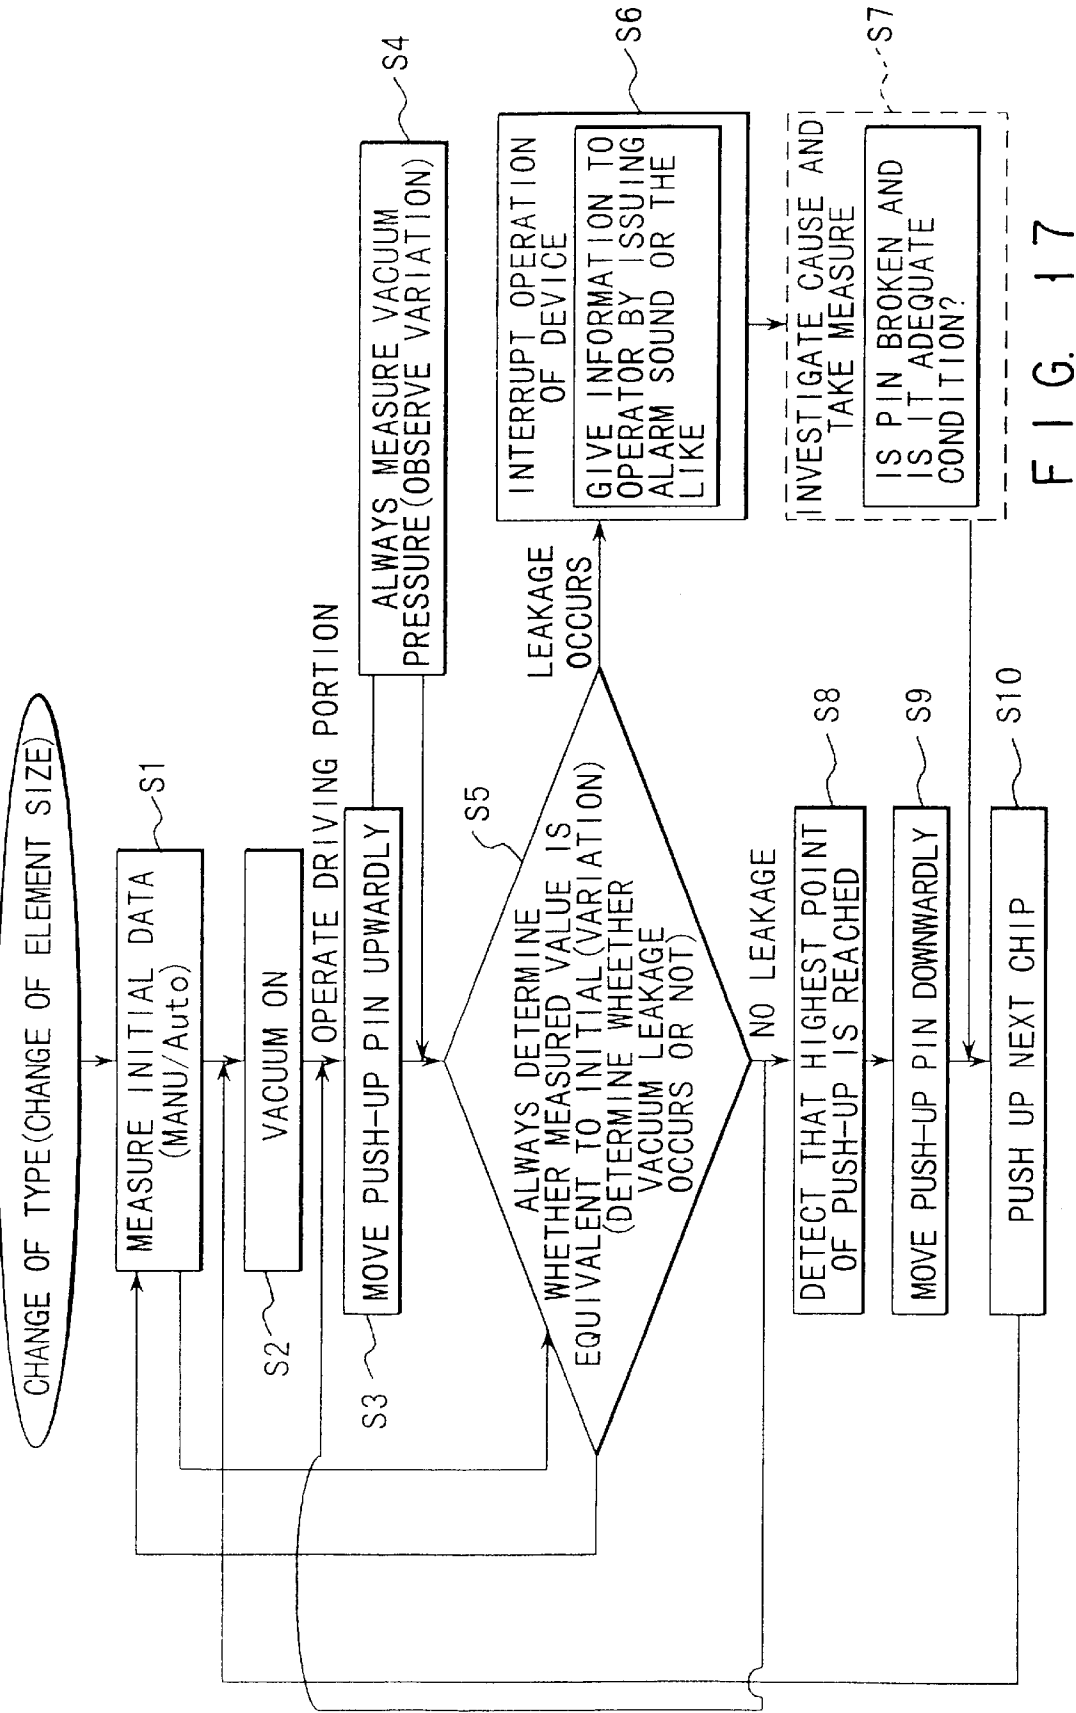 CHANGE OF TYPE(CHANGE OF ELEMENT SIZE)
S1
MEASURE INITIAL DATA
(MANU/Auto)
S2
VACUUM ON
OPERATE DRIVING PORTION
S3
MOVE PUSH-UP PIN UPWARDLY
S4
ALWAYS MEASURE VACUUM
PRESSURE(OBSERVE VARIATION)
S5
ALWAYS DETERMINE
WHETHER MEASURED VALUE IS
EQUIVALENT TO INITIAL(VARIATION)
(DETERMINE WHEETHER
VACUUM LEAKAGE
OCCURS OR NOT)
LEAKAGE
OCCURS
S6
INTERRUPT OPERATION
OF DEVICE
GIVE INFORMATION TO
OPERATOR BY ISSUING
ALARM SOUND OR THE
LIKE
S7
INVESTIGATE CAUSE AND
TAKE MEASURE
IS PIN BROKEN AND
IS IT ADEQUATE
CONDITION?
NO LEAKAGE
S8
DETECT THAT HIGHEST POINT
OF PUSH-UP IS REACHED
S9
MOVE PUSH-UP PIN DOWNWARDLY
S10
PUSH UP NEXT CHIP
FIG. 17